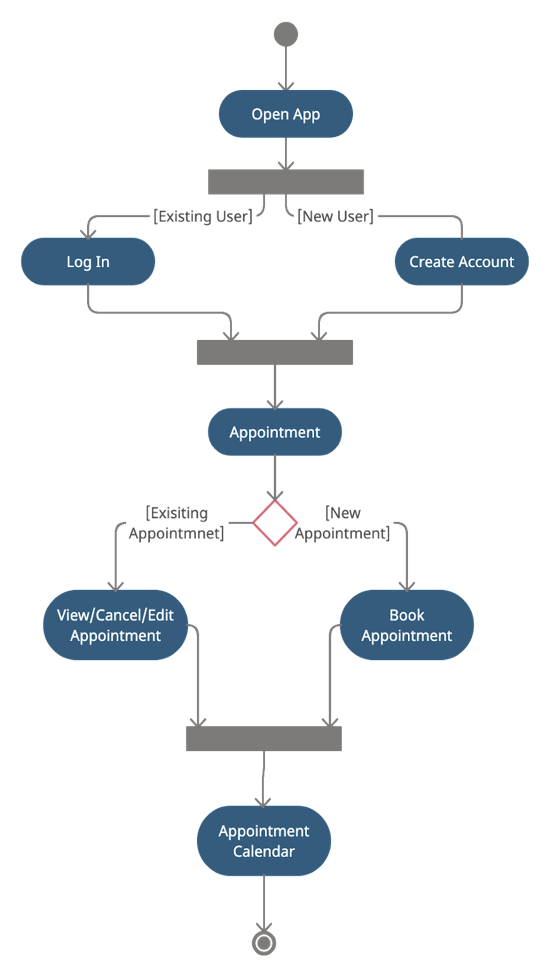 Open App
[Existing User]
[New User]
Log In
Create Account
Appointment
[Exisiting
Appointmnet]
[New
Appointment]
View/Cancel/Edit
Appointment
Book
Appointment
Appointment
Calendar